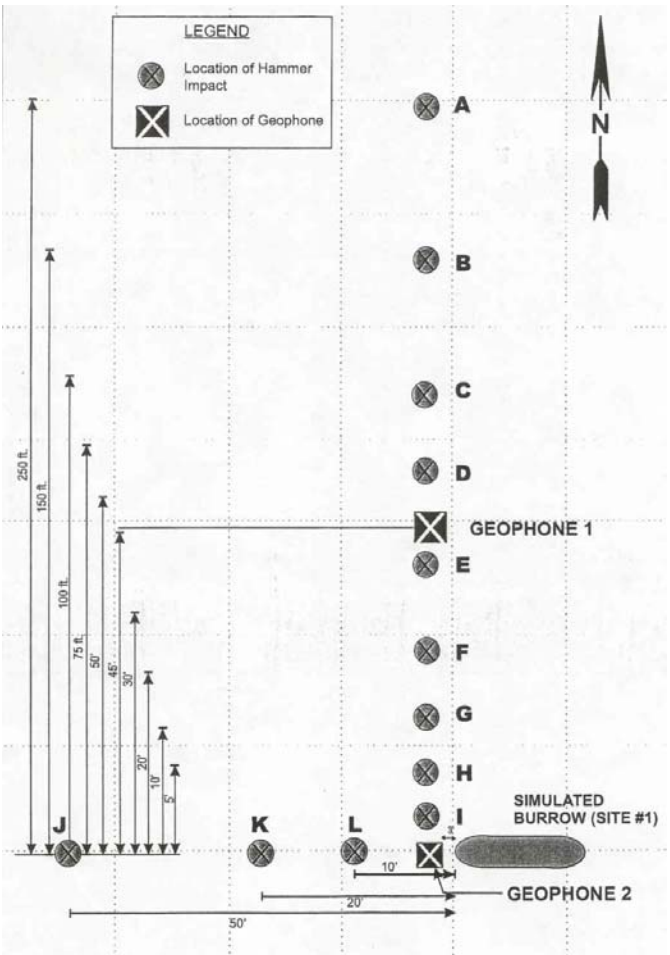 LEGEND
Location of Hammer
Impact
Location of Geophone
N
A
B
C
D
GEOPHONE 1
E
F
G
H
I
250 ft.
150 ft.
100 ft.
75 ft.
50'
45'
30'
20'
10'
5'
J
K
L
SIMULATED
BURROW (SITE #1)
10'
GEOPHONE 2
20'
50'